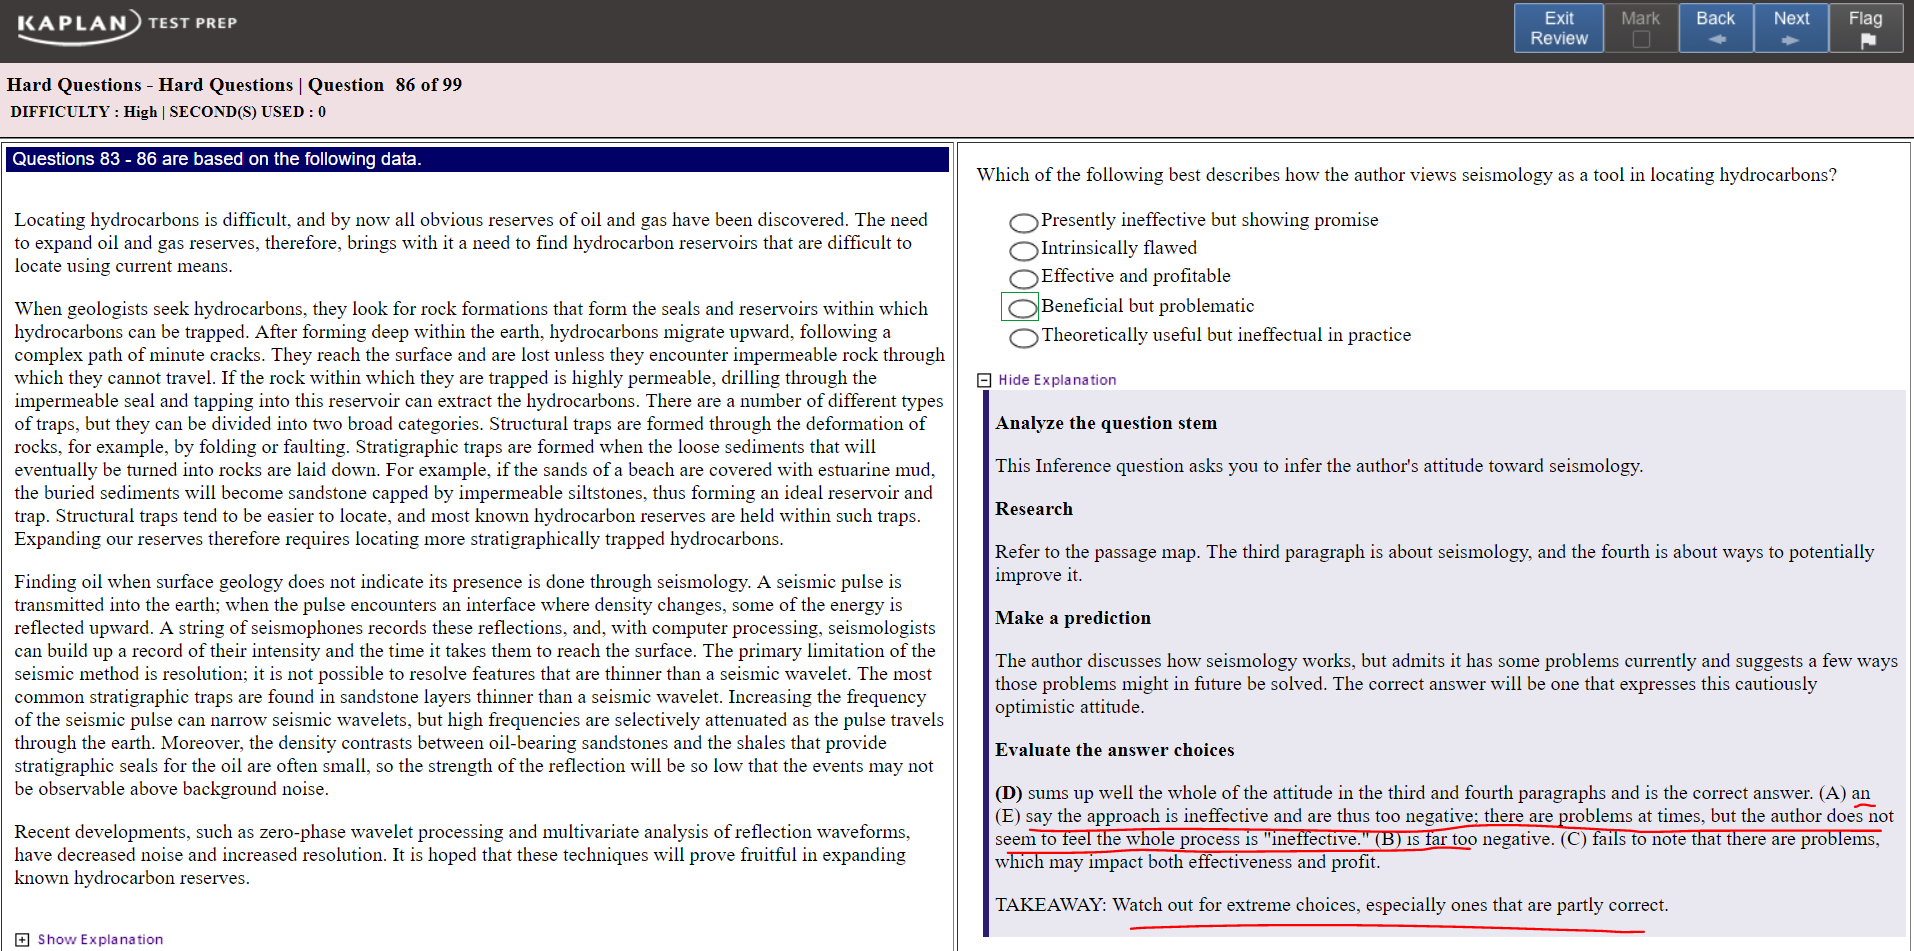 KAPLAN TEST PREP
Exit Review
Mark
Back
Next
Flag
Hard Questions - Hard Questions | Question 86 of 99
DIFFICULTY : High | SECOND(S) USED : 0
Questions 83 - 86 are based on the following data.
Locating hydrocarbons is difficult, and by now all obvious reserves of oil and gas have been discovered. The need
to expand oil and gas reserves, therefore, brings with it a need to find hydrocarbon reservoirs that are difficult to
locate using current means.
When geologists seek hydrocarbons, they look for rock formations that form the seals and reservoirs within which
hydrocarbons can be trapped. After forming deep within the earth, hydrocarbons migrate upward, following a
complex path of minute cracks. They reach the surface and are lost unless they encounter impermeable rock through
which they cannot travel. If the rock within which they are trapped is highly permeable, drilling through the
impermeable seal and tapping into this reservoir can extract the hydrocarbons. There are a number of different types
of traps, but they can be divided into two broad categories. Structural traps are formed through the deformation of
rocks, for example, by folding or faulting. Stratigraphic traps are formed when the loose sediments that will
eventually be turned into rocks are laid down. For example, if the sands of a beach are covered with estuarine mud,
the buried sediments will become sandstone capped by impermeable siltstones, thus forming an ideal reservoir and
trap. Structural traps tend to be easier to locate, and most known hydrocarbon reserves are held within such traps.
Expanding our reserves therefore requires locating more stratigraphically trapped hydrocarbons.
Finding oil when surface geology does not indicate its presence is done through seismology. A seismic pulse is
transmitted into the earth; when the pulse encounters an interface where density changes, some of the energy is
reflected upward. A string of seismophones records these reflections, and, with computer processing, seismologists
can build up a record of their intensity and the time it takes them to reach the surface. The primary limitation of the
seismic method is resolution; it is not possible to resolve features that are thinner than a seismic wavelet. The most
common stratigraphic traps are found in sandstone layers thinner than a seismic wavelet. Increasing the frequency
of the seismic pulse can narrow seismic wavelets, but high frequencies are selectively attenuated as the pulse travels
through the earth. Moreover, the density contrasts between oil-bearing sandstones and the shales that provide
stratigraphic seals for the oil are often small, so the strength of the reflection will be so low that the events may not
be observable above background noise.
Recent developments, such as zero-phase wavelet processing and multivariate analysis of reflection waveforms,
have decreased noise and increased resolution. It is hoped that these techniques will prove fruitful in expanding
known hydrocarbon reserves.
Show Explanation
Which of the following best describes how the author views seismology as a tool in locating hydrocarbons?
Presently ineffective but showing promise
Intrinsically flawed
Effective and profitable
Beneficial but problematic
Theoretically useful but ineffectual in practice
Hide Explanation
Analyze the question stem
This Inference question asks you to infer the author's attitude toward seismology.
Research
Refer to the passage map. The third paragraph is about seismology, and the fourth is about ways to potentially
improve it.
Make a prediction
The author discusses how seismology works, but admits it has some problems currently and suggests a few ways
those problems might in future be solved. The correct answer will be one that expresses this cautiously
optimistic attitude.
Evaluate the answer choices
(D) sums up well the whole of the attitude in the third and fourth paragraphs and is the correct answer. (A) an
(E) say the approach is ineffective and are thus too negative; there are problems at times, but the author does not
seem to feel the whole process is "ineffective." (B) is far too negative. (C) fails to note that there are problems,
which may impact both effectiveness and profit.
TAKEAWAY: Watch out for extreme choices, especially ones that are partly correct.